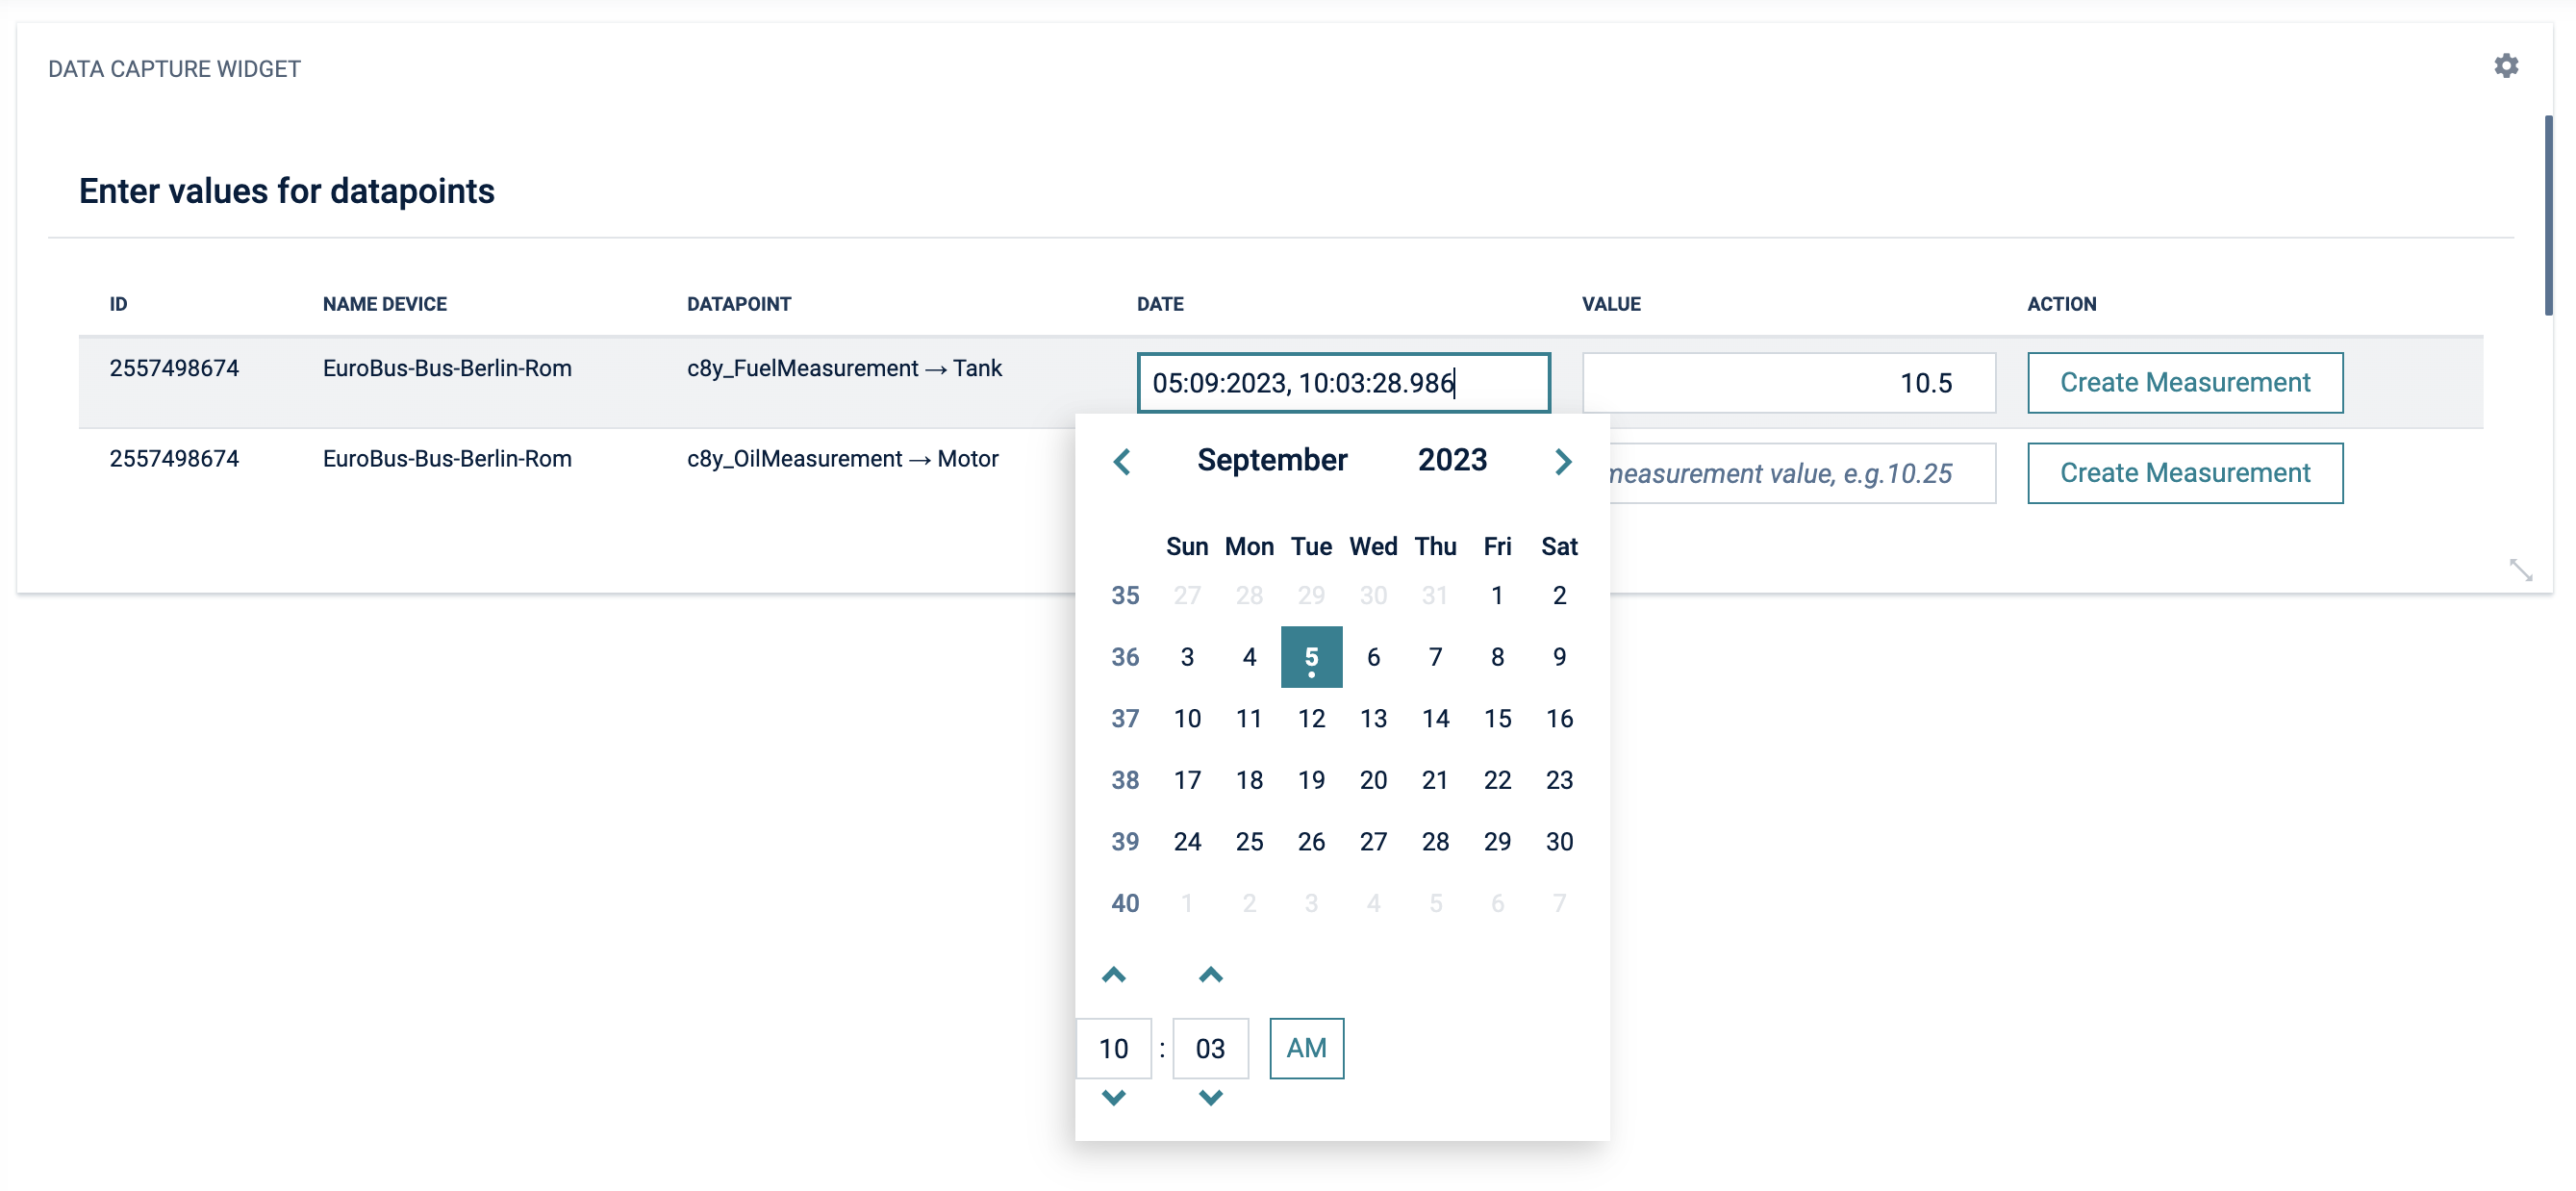 DATA CAPTURE WIDGET
Enter values for datapoints
ID NAME DEVICE DATAPOINT DATE VALUE ACTION
2557498674 EuroBus-Bus-Berlin-Rom c8y_FuelMeasurement → Tank 05:09:2023, 10:03:28.986 10.5 Create Measurement
2557498674 EuroBus-Bus-Berlin-Rom c8y_OilMeasurement → Motor measurement value, e.g.10.25 Create Measurement
September 2023
Sun Mon Tue Wed Thu Fri Sat
35 27 28 29 30 31 1 2
36 3 4 5 6 7 8 9
37 10 11 12 13 14 15 16
38 17 18 19 20 21 22 23
39 24 25 26 27 28 29 30
40 1 2 3 4 5 6 7
10 : 03 AM